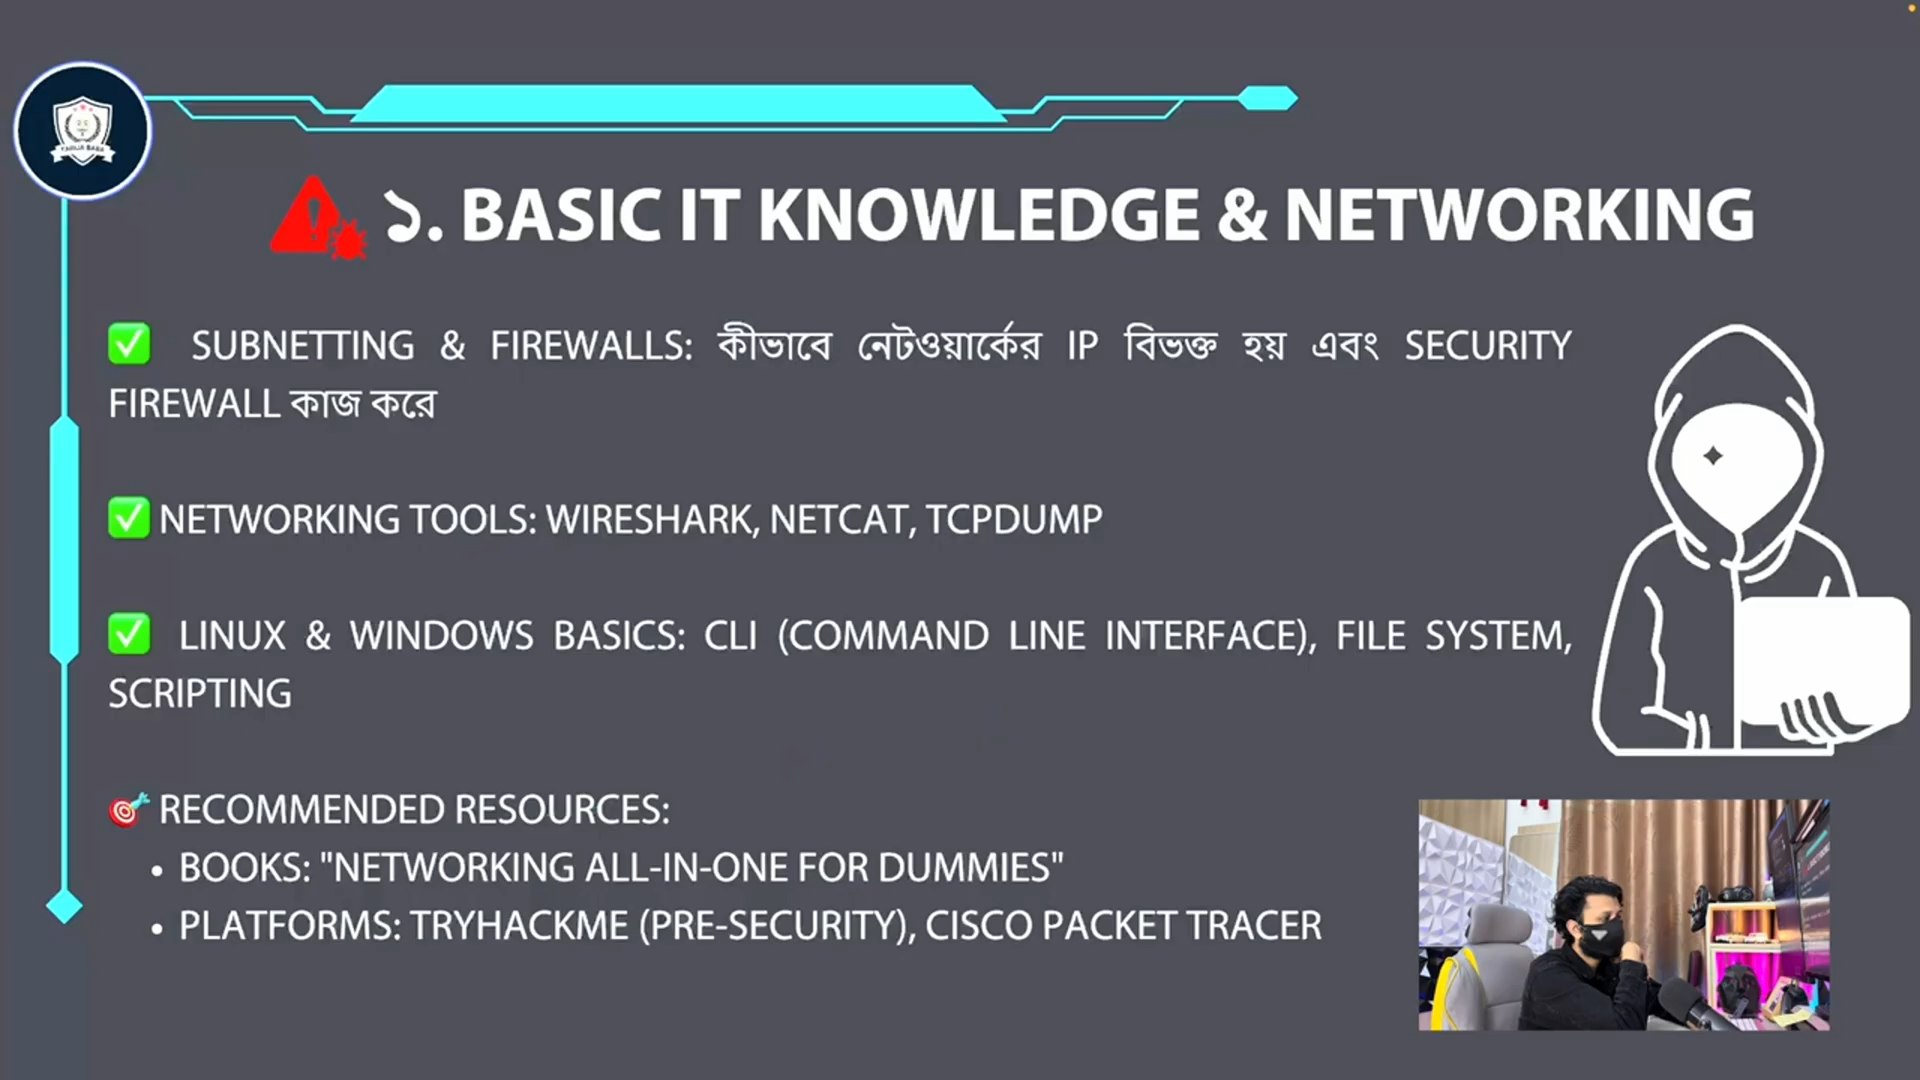 ১. BASIC IT KNOWLEDGE & NETWORKING
✅ SUBNETTING & FIREWALLS: কীভাবে নেটওয়ার্কের IP বিভক্ত হয় এবং SECURITY
FIREWALL কাজ করে
✅ NETWORKING TOOLS: WIRESHARK, NETCAT, TCPDUMP
✅ LINUX & WINDOWS BASICS: CLI (COMMAND LINE INTERFACE), FILE SYSTEM,
SCRIPTING
🎯 RECOMMENDED RESOURCES:
• BOOKS: "NETWORKING ALL-IN-ONE FOR DUMMIES"
• PLATFORMS: TRYHACKME (PRE-SECURITY), CISCO PACKET TRACER